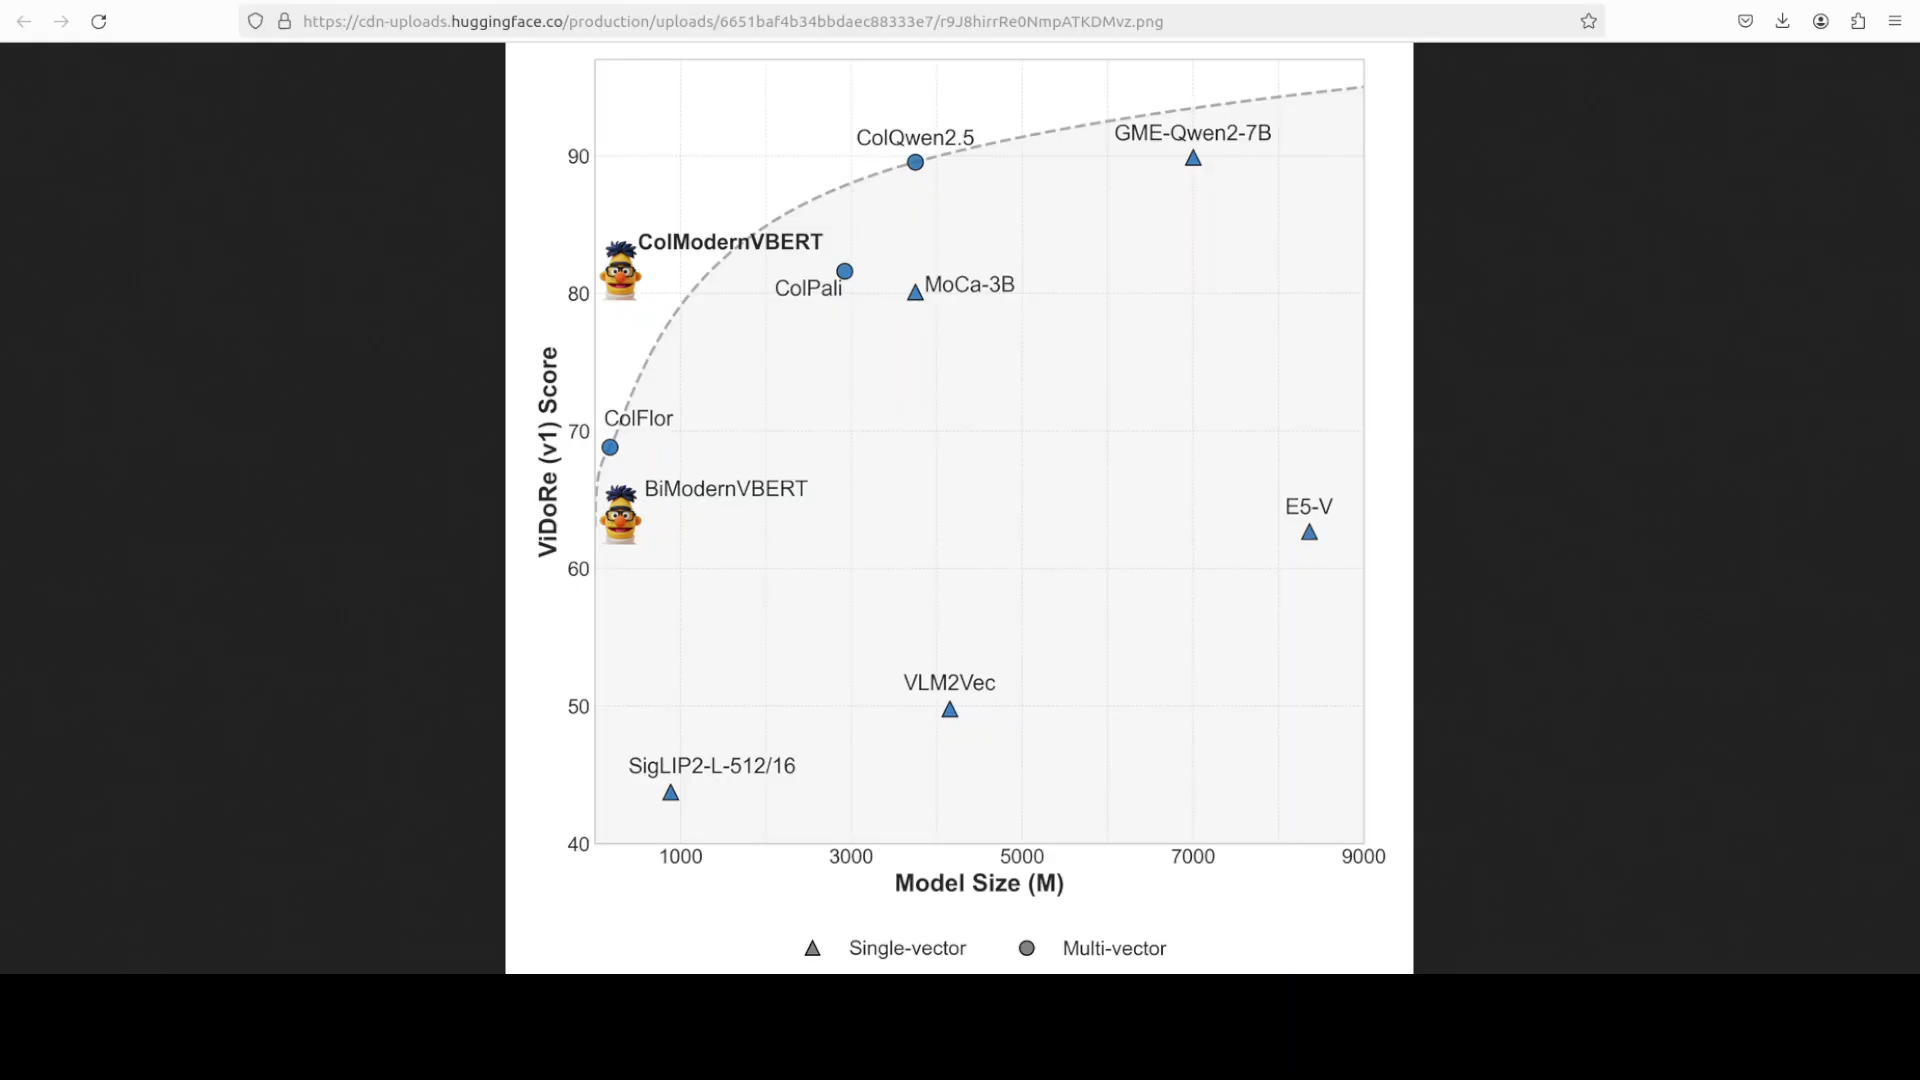 https://cdn-uploads.huggingface.co/production/uploads/6651baf4b34bbdaec88333e7/r9J8hirrRe0NmpATKDMvz.png
ColQwen2.5
GME-Qwen2-7B
90
ColModernVBERT
ColPali
MoCa-3B
80
ViDoRe (v1) Score
ColFlor
70
BiModernVBERT
E5-V
60
VLM2Vec
50
SigLIP2-L-512/16
40
1000 3000 5000 7000 9000
Model Size (M)
Single-vector Multi-vector